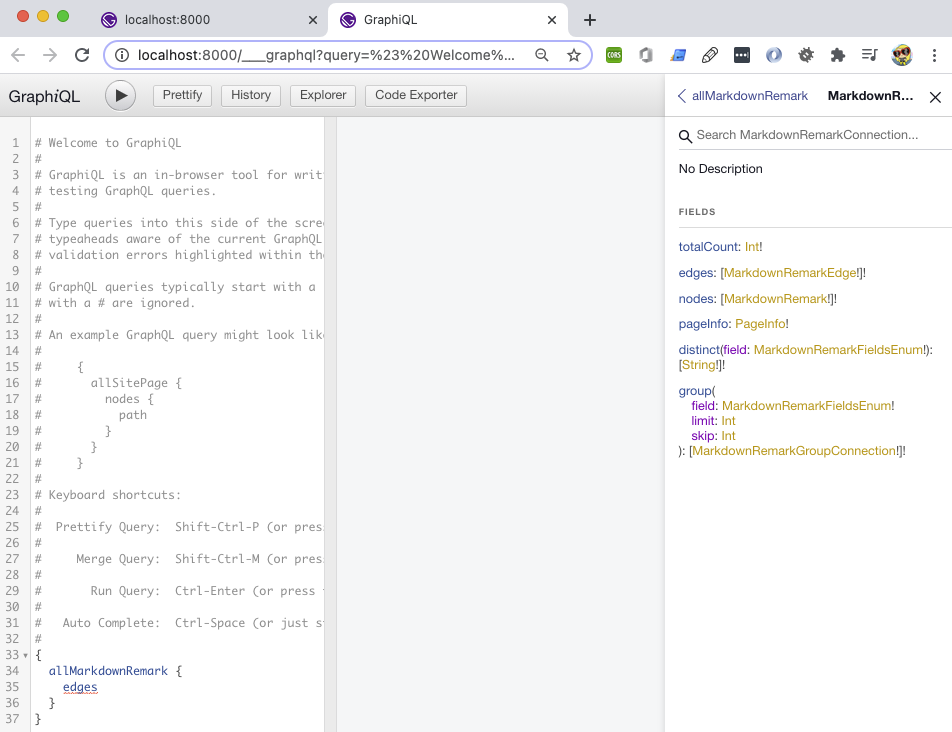 localhost:8000
GraphiQL
localhost:8000/___graphql?query=%23%20Welcome%...
CORS
GraphiQL
Prettify
History
Explorer
Code Exporter
allMarkdownRemark
MarkdownR...
1 # Welcome to GraphiQL
2 #
3 # GraphiQL is an in-browser tool for writ
4 # testing GraphQL queries.
5 #
6 # Type queries into this side of the scre
7 # typeaheads aware of the current GraphQL
8 # validation errors highlighted within th
9 #
10 # GraphQL queries typically start with a
11 # with a # are ignored.
12 #
13 # An example GraphQL query might look lik
14 #
15 #     {
16 #       allSitePage {
17 #         nodes {
18 #           path
19 #         }
20 #       }
21 #     }
22 #
23 # Keyboard shortcuts:
24 #
25 #  Prettify Query:  Shift-Ctrl-P (or pres
26 #
27 #     Merge Query:  Shift-Ctrl-M (or pres
28 #
29 #       Run Query:  Ctrl-Enter (or press
30 #
31 #   Auto Complete:  Ctrl-Space (or just s
32 #
33 {
34   allMarkdownRemark {
35     edges
36   }
37 }
Search MarkdownRemarkConnection...
No Description
FIELDS
totalCount: Int!
edges: [MarkdownRemarkEdge!]!
nodes: [MarkdownRemark!]!
pageInfo: PageInfo!
distinct(field: MarkdownRemarkFieldsEnum!):
[String!]!
group(
field: MarkdownRemarkFieldsEnum!
limit: Int
skip: Int
): [MarkdownRemarkGroupConnection!]!